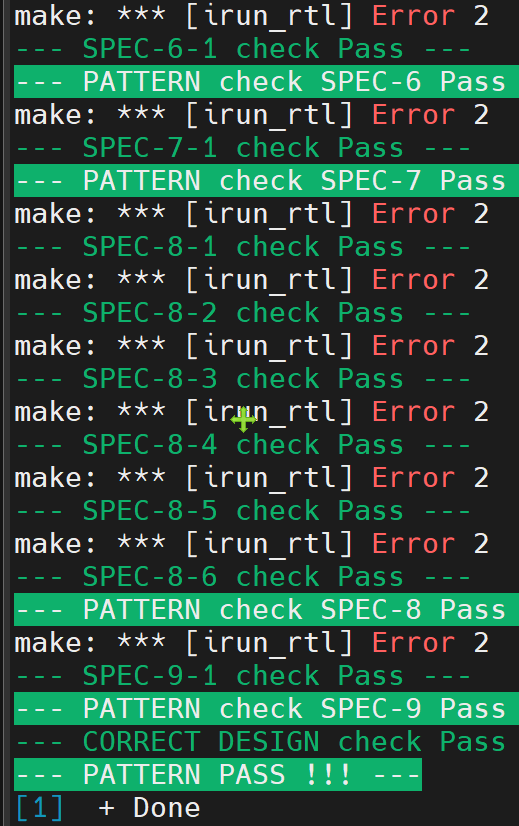 make: *** [irun_rtl] Error 2
--- SPEC-6-1 check Pass ---
--- PATTERN check SPEC-6 Pass
make: *** [irun_rtl] Error 2
--- SPEC-7-1 check Pass ---
--- PATTERN check SPEC-7 Pass
make: *** [irun_rtl] Error 2
--- SPEC-8-1 check Pass ---
make: *** [irun_rtl] Error 2
--- SPEC-8-2 check Pass ---
make: *** [irun_rtl] Error 2
--- SPEC-8-3 check Pass ---
make: *** [irun_rtl] Error 2
--- SPEC-8-4 check Pass ---
make: *** [irun_rtl] Error 2
--- SPEC-8-5 check Pass ---
make: *** [irun_rtl] Error 2
--- SPEC-8-6 check Pass ---
--- PATTERN check SPEC-8 Pass
make: *** [irun_rtl] Error 2
--- SPEC-9-1 check Pass ---
--- PATTERN check SPEC-9 Pass
--- CORRECT DESIGN check Pass
--- PATTERN PASS !!! ---
[1]  + Done